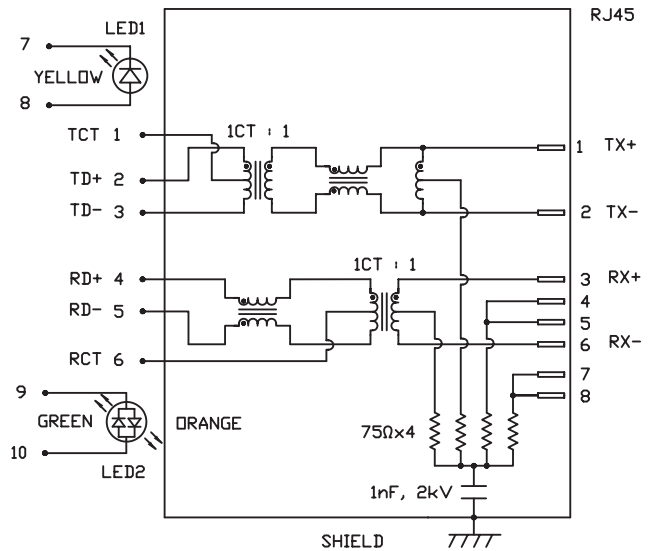 LED1
RJ45
7
YELLOW
8
TCT 1
1CT : 1
1 TX+
TD+ 2
TD- 3
2 TX-
1CT : 1
RD+ 4
3 RX+
4
RD- 5
5
6 RX-
RCT 6
7
8
9
GREEN
ORANGE
75Ωx4
10
LED2
1nF, 2kV
SHIELD